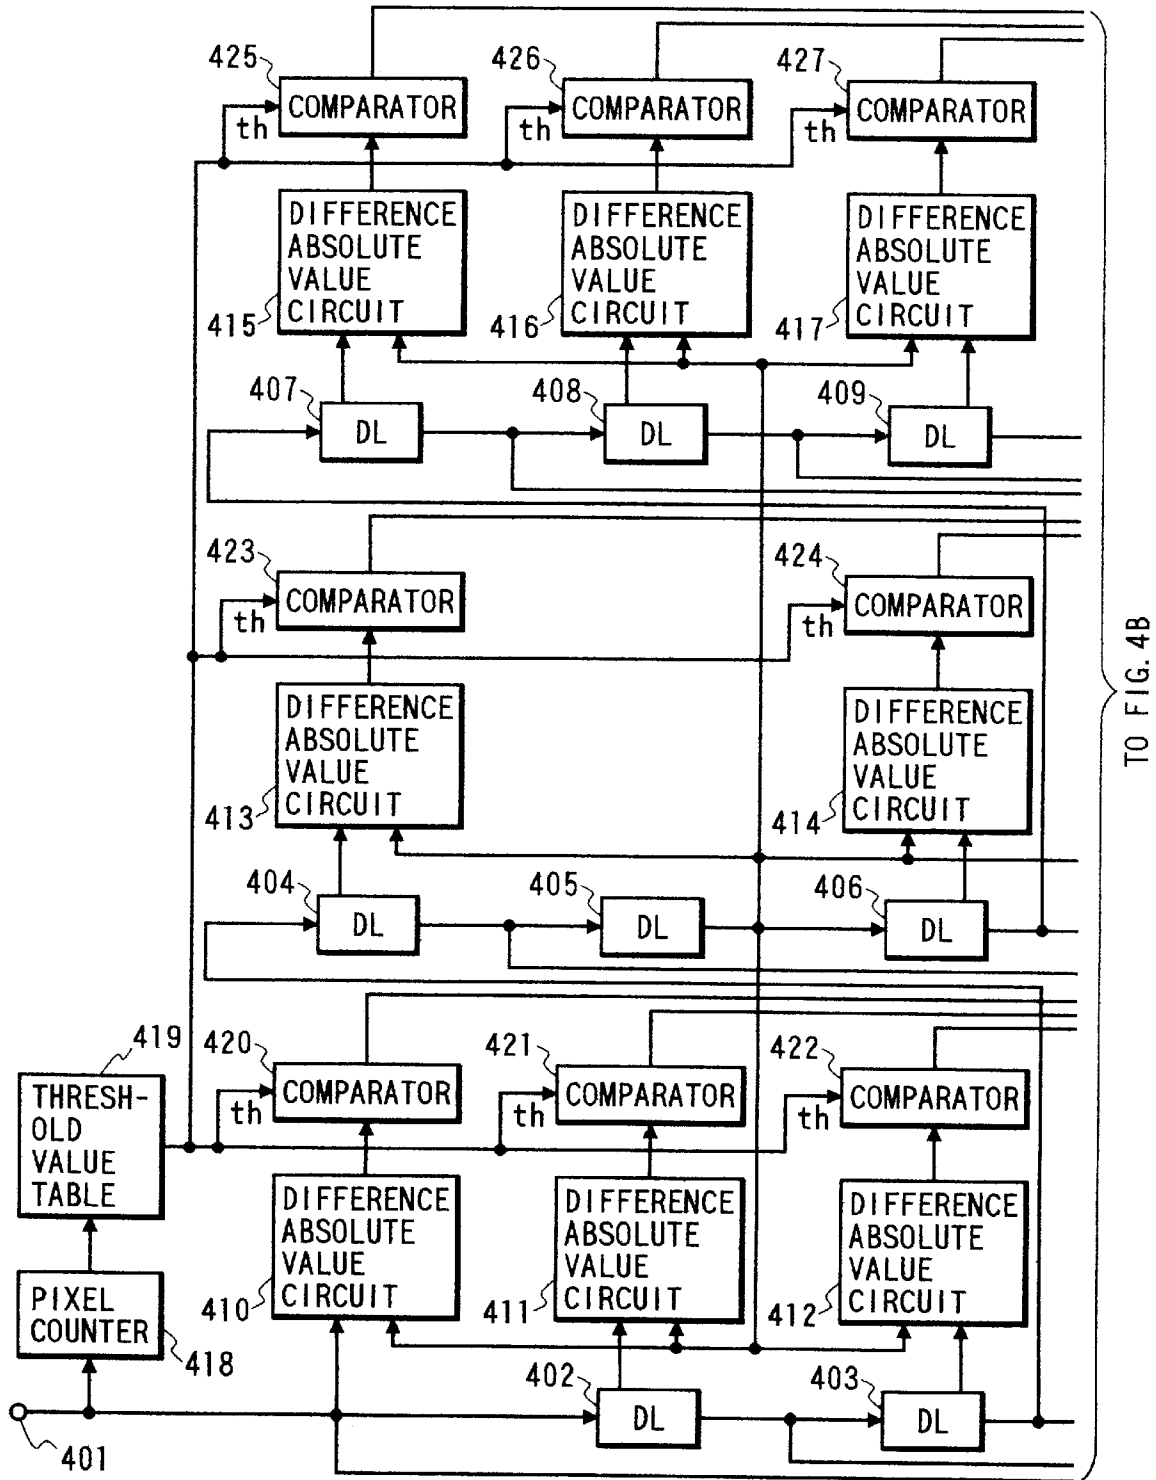 425
426
427
COMPARATOR
COMPARATOR
COMPARATOR
th
th
th
DIFFERENCE
ABSOLUTE
VALUE
CIRCUIT
DIFFERENCE
ABSOLUTE
VALUE
CIRCUIT
DIFFERENCE
ABSOLUTE
VALUE
CIRCUIT
415
416
417
407
408
409
DL
DL
DL
423
424
COMPARATOR
COMPARATOR
th
th
DIFFERENCE
ABSOLUTE
VALUE
CIRCUIT
DIFFERENCE
ABSOLUTE
VALUE
CIRCUIT
413
414
404
405
406
DL
DL
DL
TO FIG. 4B
419
420
421
422
THRESH-
OLD
VALUE
TABLE
COMPARATOR
COMPARATOR
COMPARATOR
th
th
th
DIFFERENCE
ABSOLUTE
VALUE
CIRCUIT
DIFFERENCE
ABSOLUTE
VALUE
CIRCUIT
DIFFERENCE
ABSOLUTE
VALUE
CIRCUIT
410
411
412
PIXEL
COUNTER
418
402
403
DL
DL
401